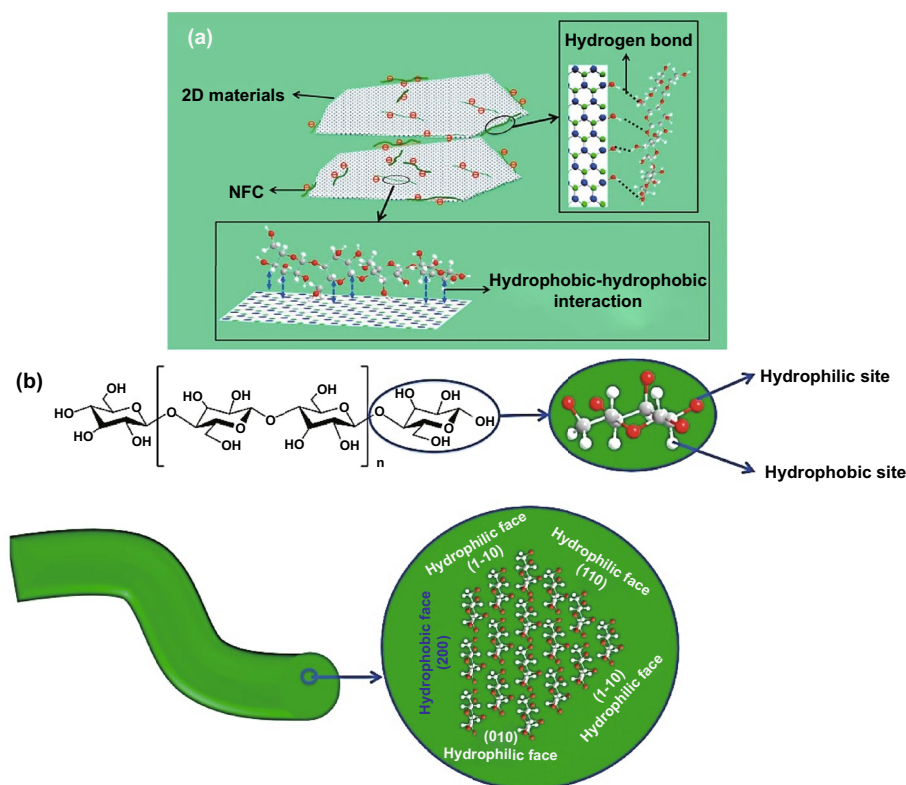 (a)
Hydrogen bond
2D materials
NFC
Hydrophobic-hydrophobic
interaction
(b)
OH
OH
OH
OH
OH
OH
HO
O
O
O
O
O
O
OH
HO
HO
O
O
HO
OH
OH
OH
HO
OH
OH
n
Hydrophilic site
Hydrophobic site
Hydrophilic face
(1-10)
Hydrophilic face
(110)
Hydrophobic face
(200)
(1-10)
Hydrophilic face
(010)
Hydrophilic face